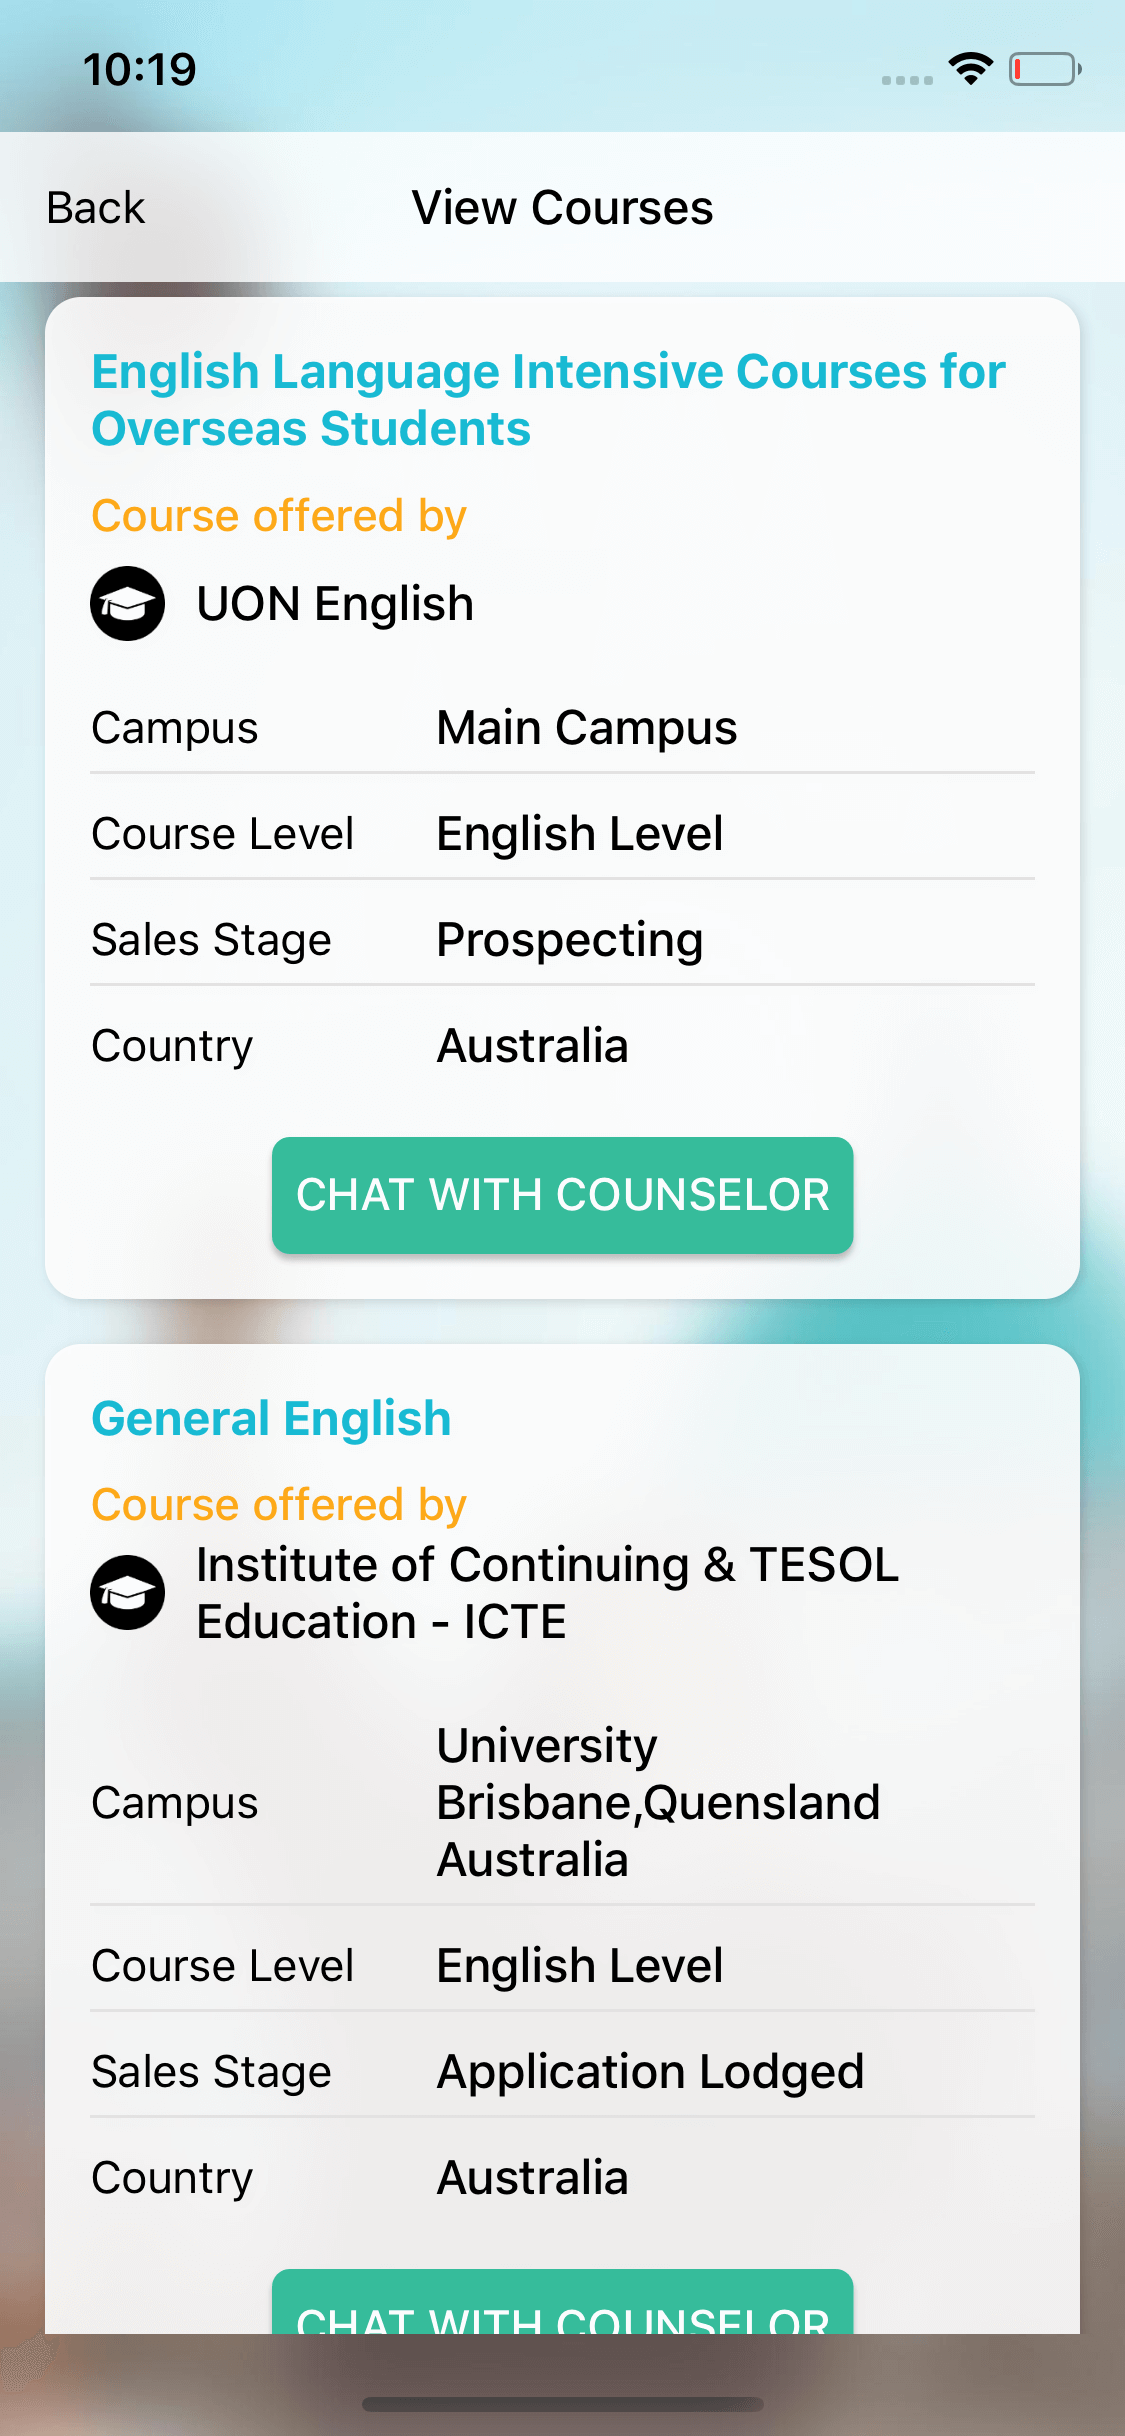 10:19
Back
View Courses
English Language Intensive Courses for
Overseas Students
Course offered by
UON English
Campus
Main Campus
Course Level
English Level
Sales Stage
Prospecting
Country
Australia
CHAT WITH COUNSELOR
General English
Course offered by
Institute of Continuing & TESOL
Education - ICTE
Campus
University
Brisbane,Quensland
Australia
Course Level
English Level
Sales Stage
Application Lodged
Country
Australia
CHAT WITH COUNSELOR